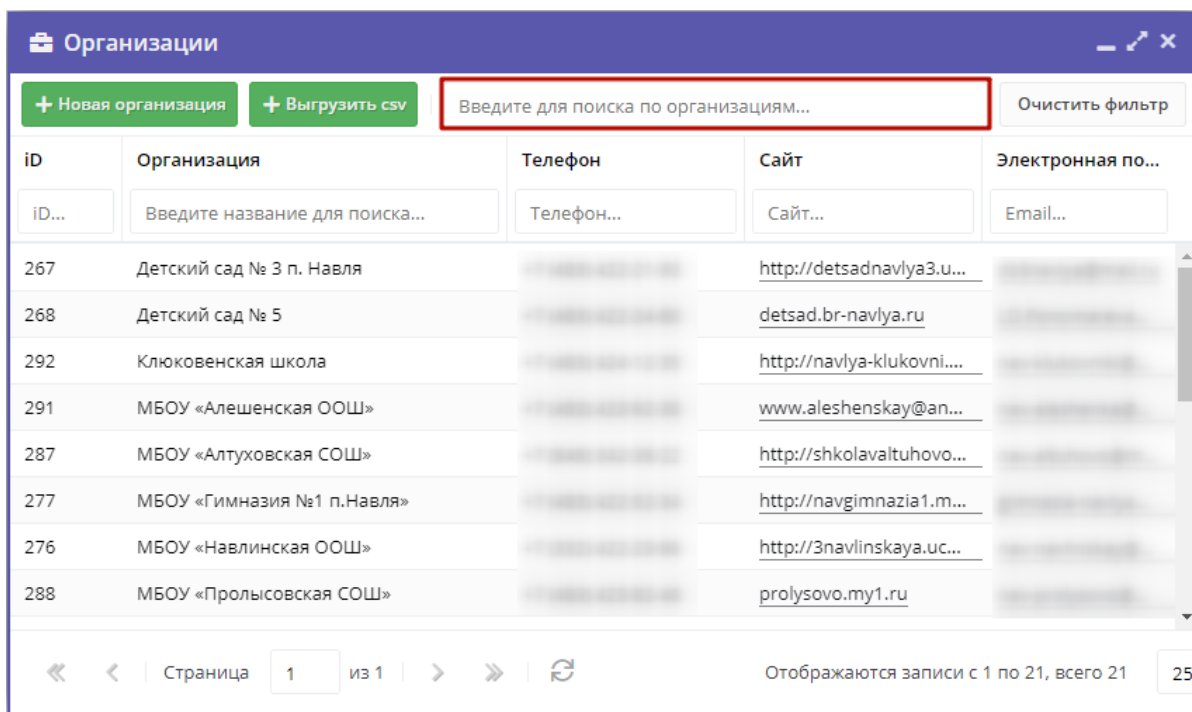 Организации
Новая организация Выгрузить csv Введите для поиска по организациям... Очистить фильтр
iD Организация Телефон Сайт Электронная по...
iD... Введите название для поиска... Телефон... Сайт... Email...
267 Детский сад № 3 п. Навля http://detsadnavlya3.u...
268 Детский сад № 5 detsad.br-navlya.ru
292 Клюковенская школа http://navlya-klukovni....
291 МБОУ «Алешенская ООШ» www.aleshenskay@an...
287 МБОУ «Алтуховская СОШ» http://shkolavaltuhovo...
277 МБОУ «Гимназия №1 п.Навля» http://navgimnazia1.m...
276 МБОУ «Навлинская ООШ» http://3navlinskaya.uc...
288 МБОУ «Пролысовская СОШ» prolysovo.my1.ru
Страница 1 из 1 Отображаются записи с 1 по 21, всего 21 25